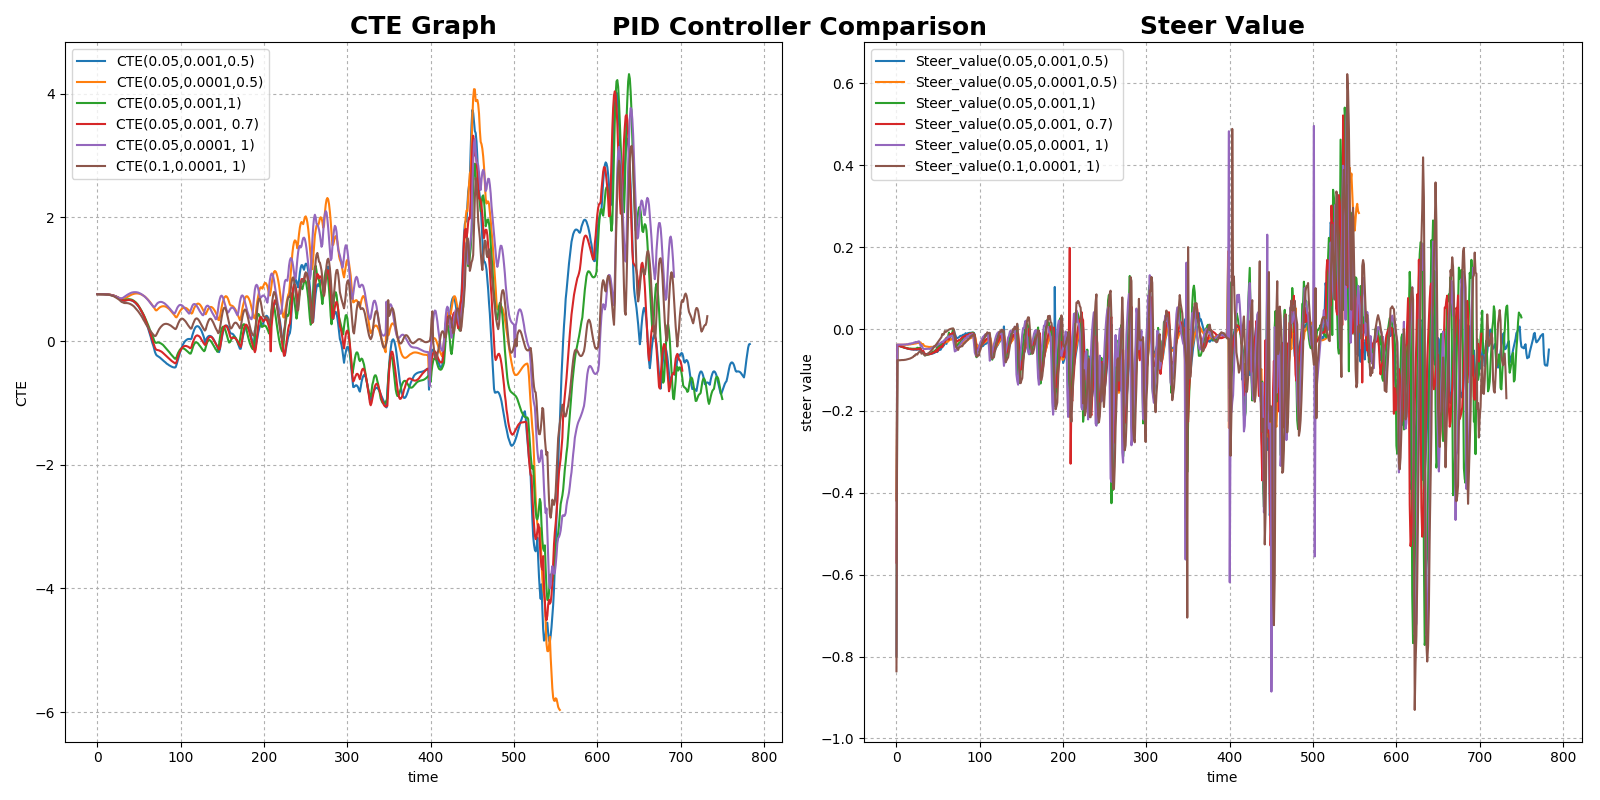 CTE Graph
PID Controller Comparison
Steer Value
CTE(0.05,0.001,0.5)
CTE(0.05,0.0001,0.5)
CTE(0.05,0.001,1)
CTE(0.05,0.001, 0.7)
CTE(0.05,0.0001, 1)
CTE(0.1,0.0001, 1)
4
2
0
−2
−4
−6
CTE
0 100 200 300 400 500 600 700 800
time
Steer_value(0.05,0.001,0.5)
Steer_value(0.05,0.0001,0.5)
Steer_value(0.05,0.001,1)
Steer_value(0.05,0.001, 0.7)
Steer_value(0.05,0.0001, 1)
Steer_value(0.1,0.0001, 1)
0.6
0.4
0.2
0.0
−0.2
−0.4
−0.6
−0.8
−1.0
steer value
0 100 200 300 400 500 600 700 800
time